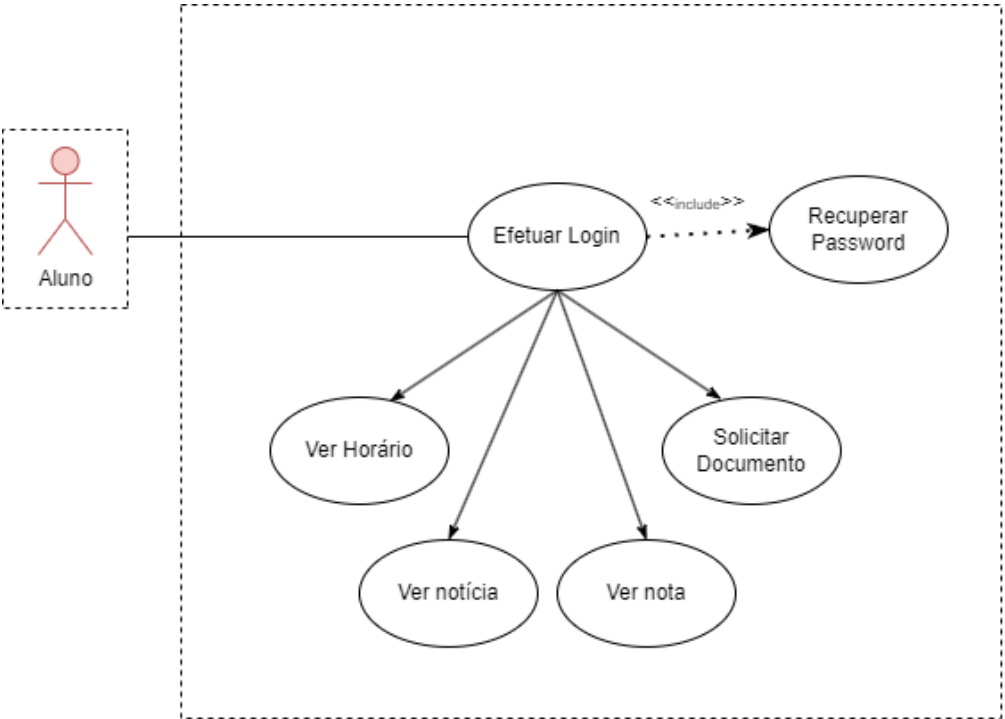 Aluno
Efetuar Login
<<include>>
Recuperar
Password
Ver Horário
Solicitar
Documento
Ver notícia
Ver nota